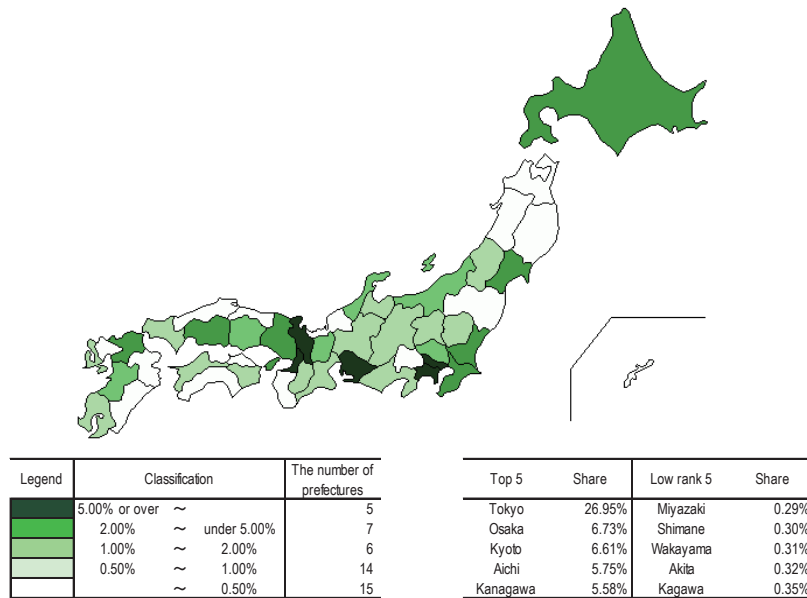 Legend Classification The number of prefectures
5.00% or over ～ 5
2.00% ～ under 5.00% 7
1.00% ～ 2.00% 6
0.50% ～ 1.00% 14
～ 0.50% 15
Top 5 Share Low rank 5 Share
Tokyo 26.95% Miyazaki 0.29%
Osaka 6.73% Shimane 0.30%
Kyoto 6.61% Wakayama 0.31%
Aichi 5.75% Akita 0.32%
Kanagawa 5.58% Kagawa 0.35%